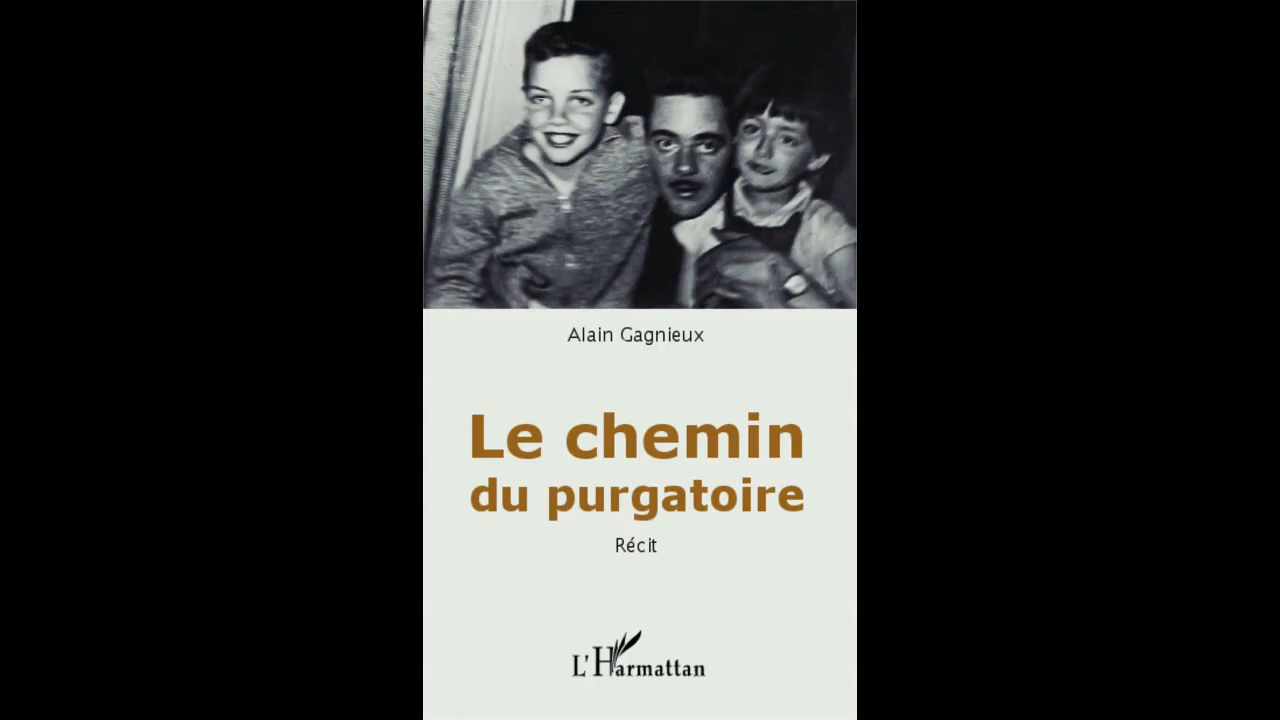 Alain Gagnieux
Le chemin
du purgatoire
Récit
L'Harmattan